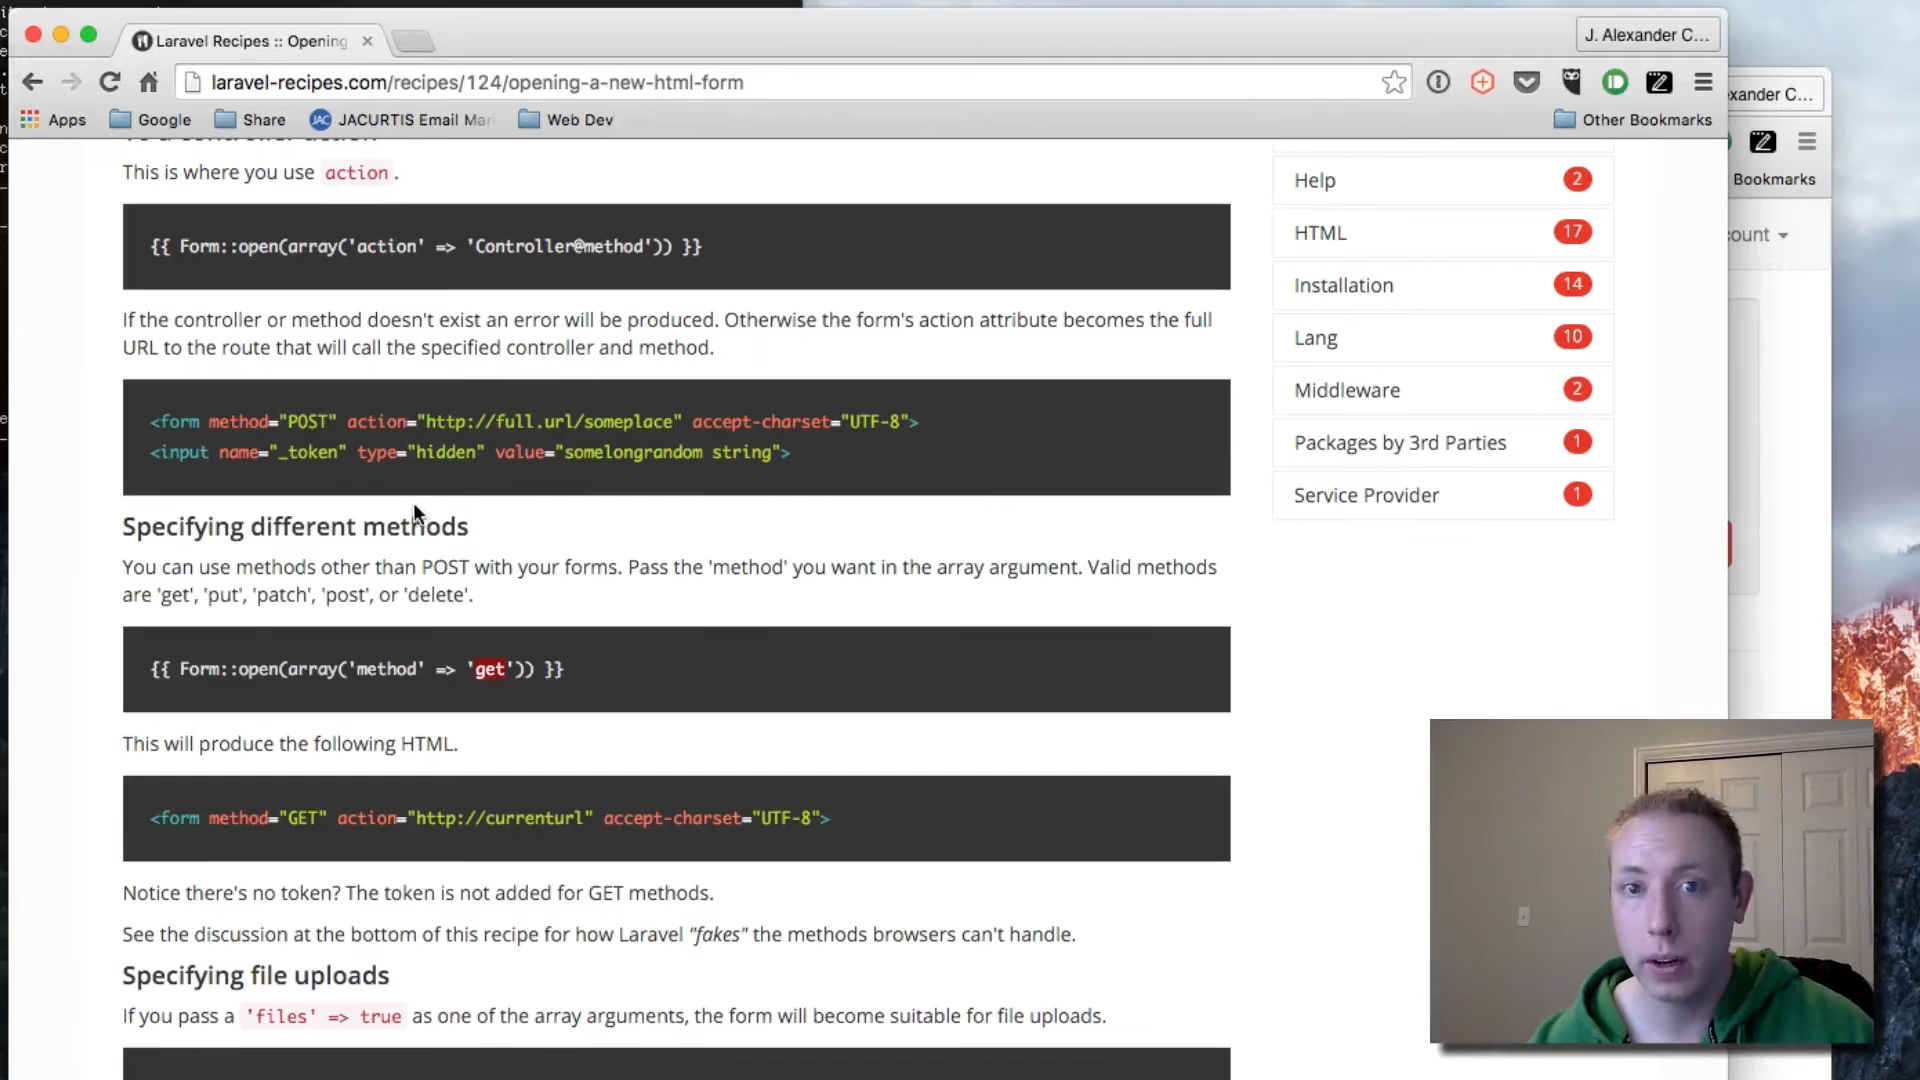 Laravel Recipes :: Opening
J. Alexander C...
laravel-recipes.com/recipes/124/opening-a-new-html-form
xander C...
Apps
Google
Share
JAC
JACURTIS Email Mar
Web Dev
Other Bookmarks
Bookmarks
ount
This is where you use action .
{{ Form::open(array('action' => 'Controller@method')) }}
If the controller or method doesn't exist an error will be produced. Otherwise the form's action attribute becomes the full
URL to the route that will call the specified controller and method.
<form method="POST" action="http://full.url/someplace" accept-charset="UTF-8">
<input name="_token" type="hidden" value="somelongrandom string">
Specifying different methods
You can use methods other than POST with your forms. Pass the 'method' you want in the array argument. Valid methods
are 'get', 'put', 'patch', 'post', or 'delete'.
{{ Form::open(array('method' => 'get')) }}
This will produce the following HTML.
<form method="GET" action="http://currenturl" accept-charset="UTF-8">
Notice there's no token? The token is not added for GET methods.
See the discussion at the bottom of this recipe for how Laravel "fakes" the methods browsers can't handle.
Specifying file uploads
If you pass a 'files' => true as one of the array arguments, the form will become suitable for file uploads.
Help 2
HTML 17
Installation 14
Lang 10
Middleware 2
Packages by 3rd Parties 1
Service Provider 1